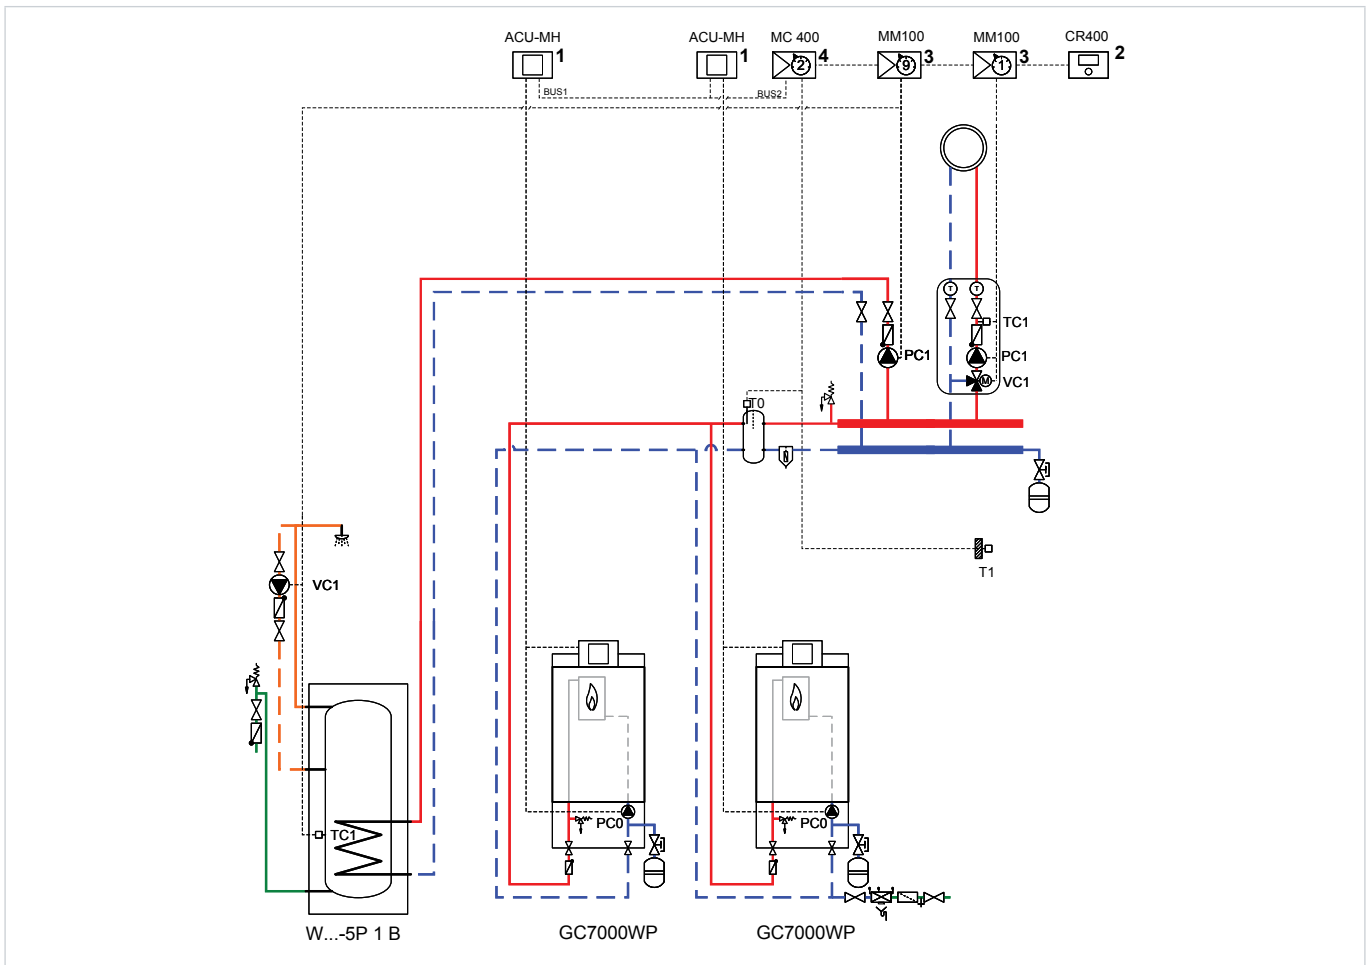 ACU-MH 1
ACU-MH 1
MC 400 4
MM100 3
MM100 3
CR400 2
2
9
1
BUS1
BUS2
T
T
TC1
PC1
PC1
M
VC1
T0
T1
VC1
TC1
PC0
PC0
W...-5P 1 B
GC7000WP
GC7000WP